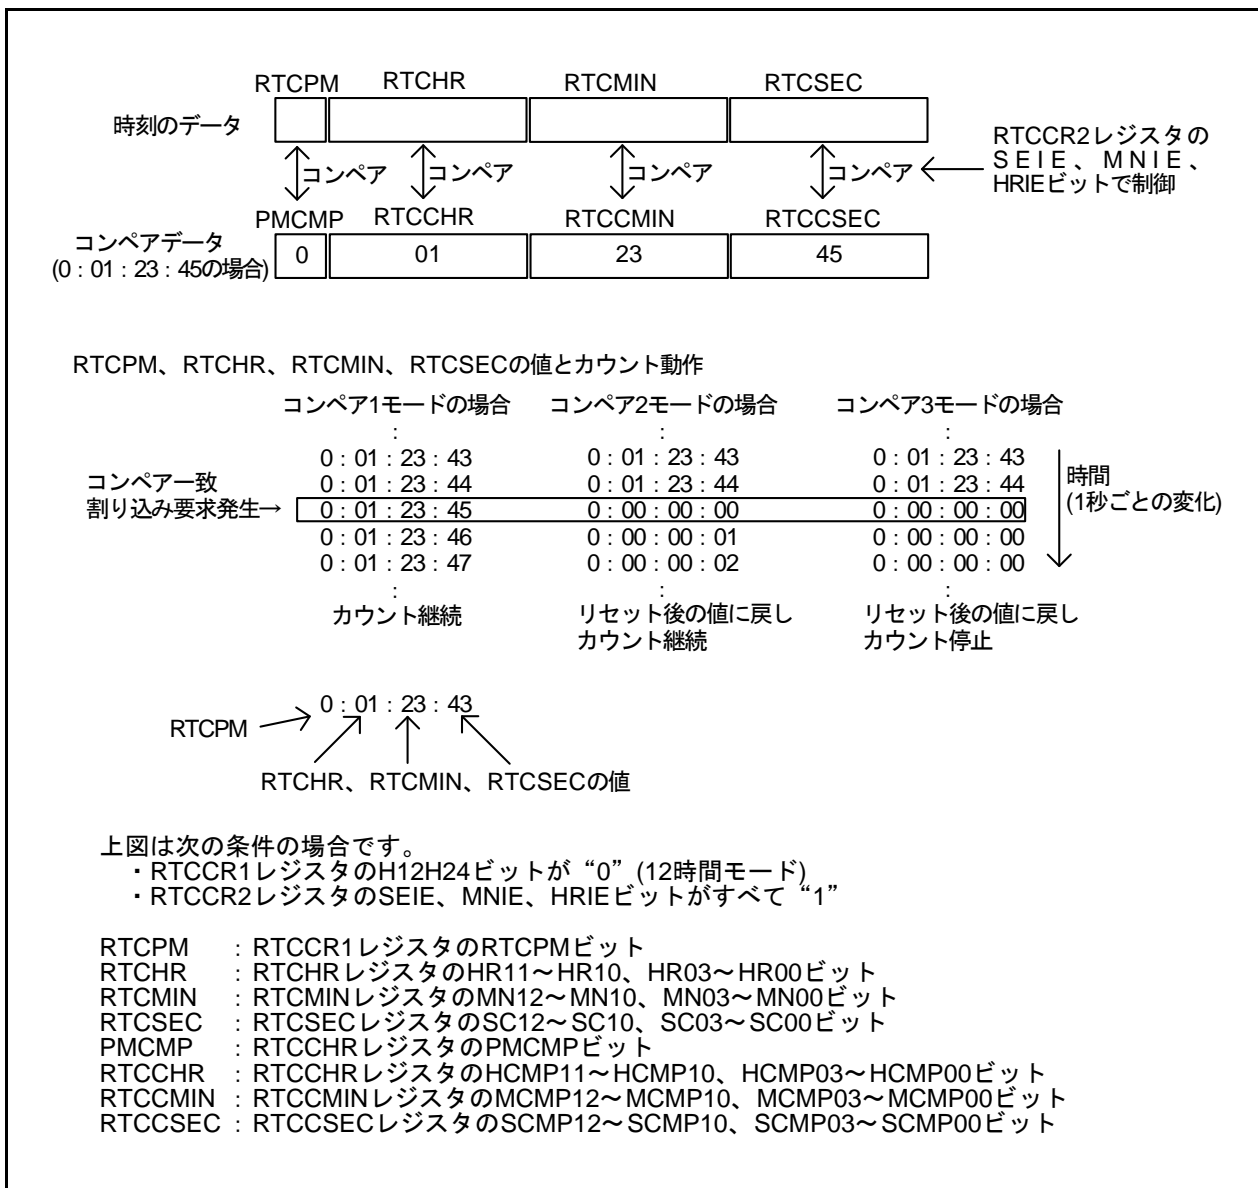 RTCPM RTCHR RTCMIN RTCSEC
時刻のデータ
コンペア コンペア コンペア コンペア
RTCCR2レジスタの
SEIE、MNIE、
HRIEビットで制御
PMCMP RTCCHR RTCCMIN RTCCSEC
コンペアデータ
(0:01:23:45の場合)
0 01 23 45
RTCPM、RTCHR、RTCMIN、RTCSECの値とカウント動作
コンペア1モードの場合 コンペア2モードの場合 コンペア3モードの場合
: : :
0:01:23:43 0:01:23:43 0:01:23:43
0:01:23:44 0:01:23:44 0:01:23:44
コンペア一致
割り込み要求発生→
0:01:23:45 0:00:00:00 0:00:00:00
0:01:23:46 0:00:00:01 0:00:00:00
0:01:23:47 0:00:00:02 0:00:00:00
時間
(1秒ごとの変化)
: : :
カウント継続 リセット後の値に戻し リセット後の値に戻し
カウント継続 カウント停止
0:01:23:43
RTCPM
RTCHR、RTCMIN、RTCSECの値
上図は次の条件の場合です。
・RTCCR1レジスタのH12H24ビットが“0”(12時間モード)
・RTCCR2レジスタのSEIE、MNIE、HRIEビットがすべて“1”
RTCPM :RTCCR1レジスタのRTCPMビット
RTCHR :RTCHRレジスタのHR11~HR10、HR03~HR00ビット
RTCMIN :RTCMINレジスタのMN12~MN10、MN03~MN00ビット
RTCSEC :RTCSECレジスタのSC12~SC10、SC03~SC00ビット
PMCMP :RTCCHRレジスタのPMCMPビット
RTCCHR :RTCCHRレジスタのHCMP11~HCMP10、HCMP03~HCMP00ビット
RTCCMIN :RTCCMINレジスタのMCMP12~MCMP10、MCMP03~MCMP00ビット
RTCCSEC :RTCCSECレジスタのSCMP12~SCMP10、SCMP03~SCMP00ビット